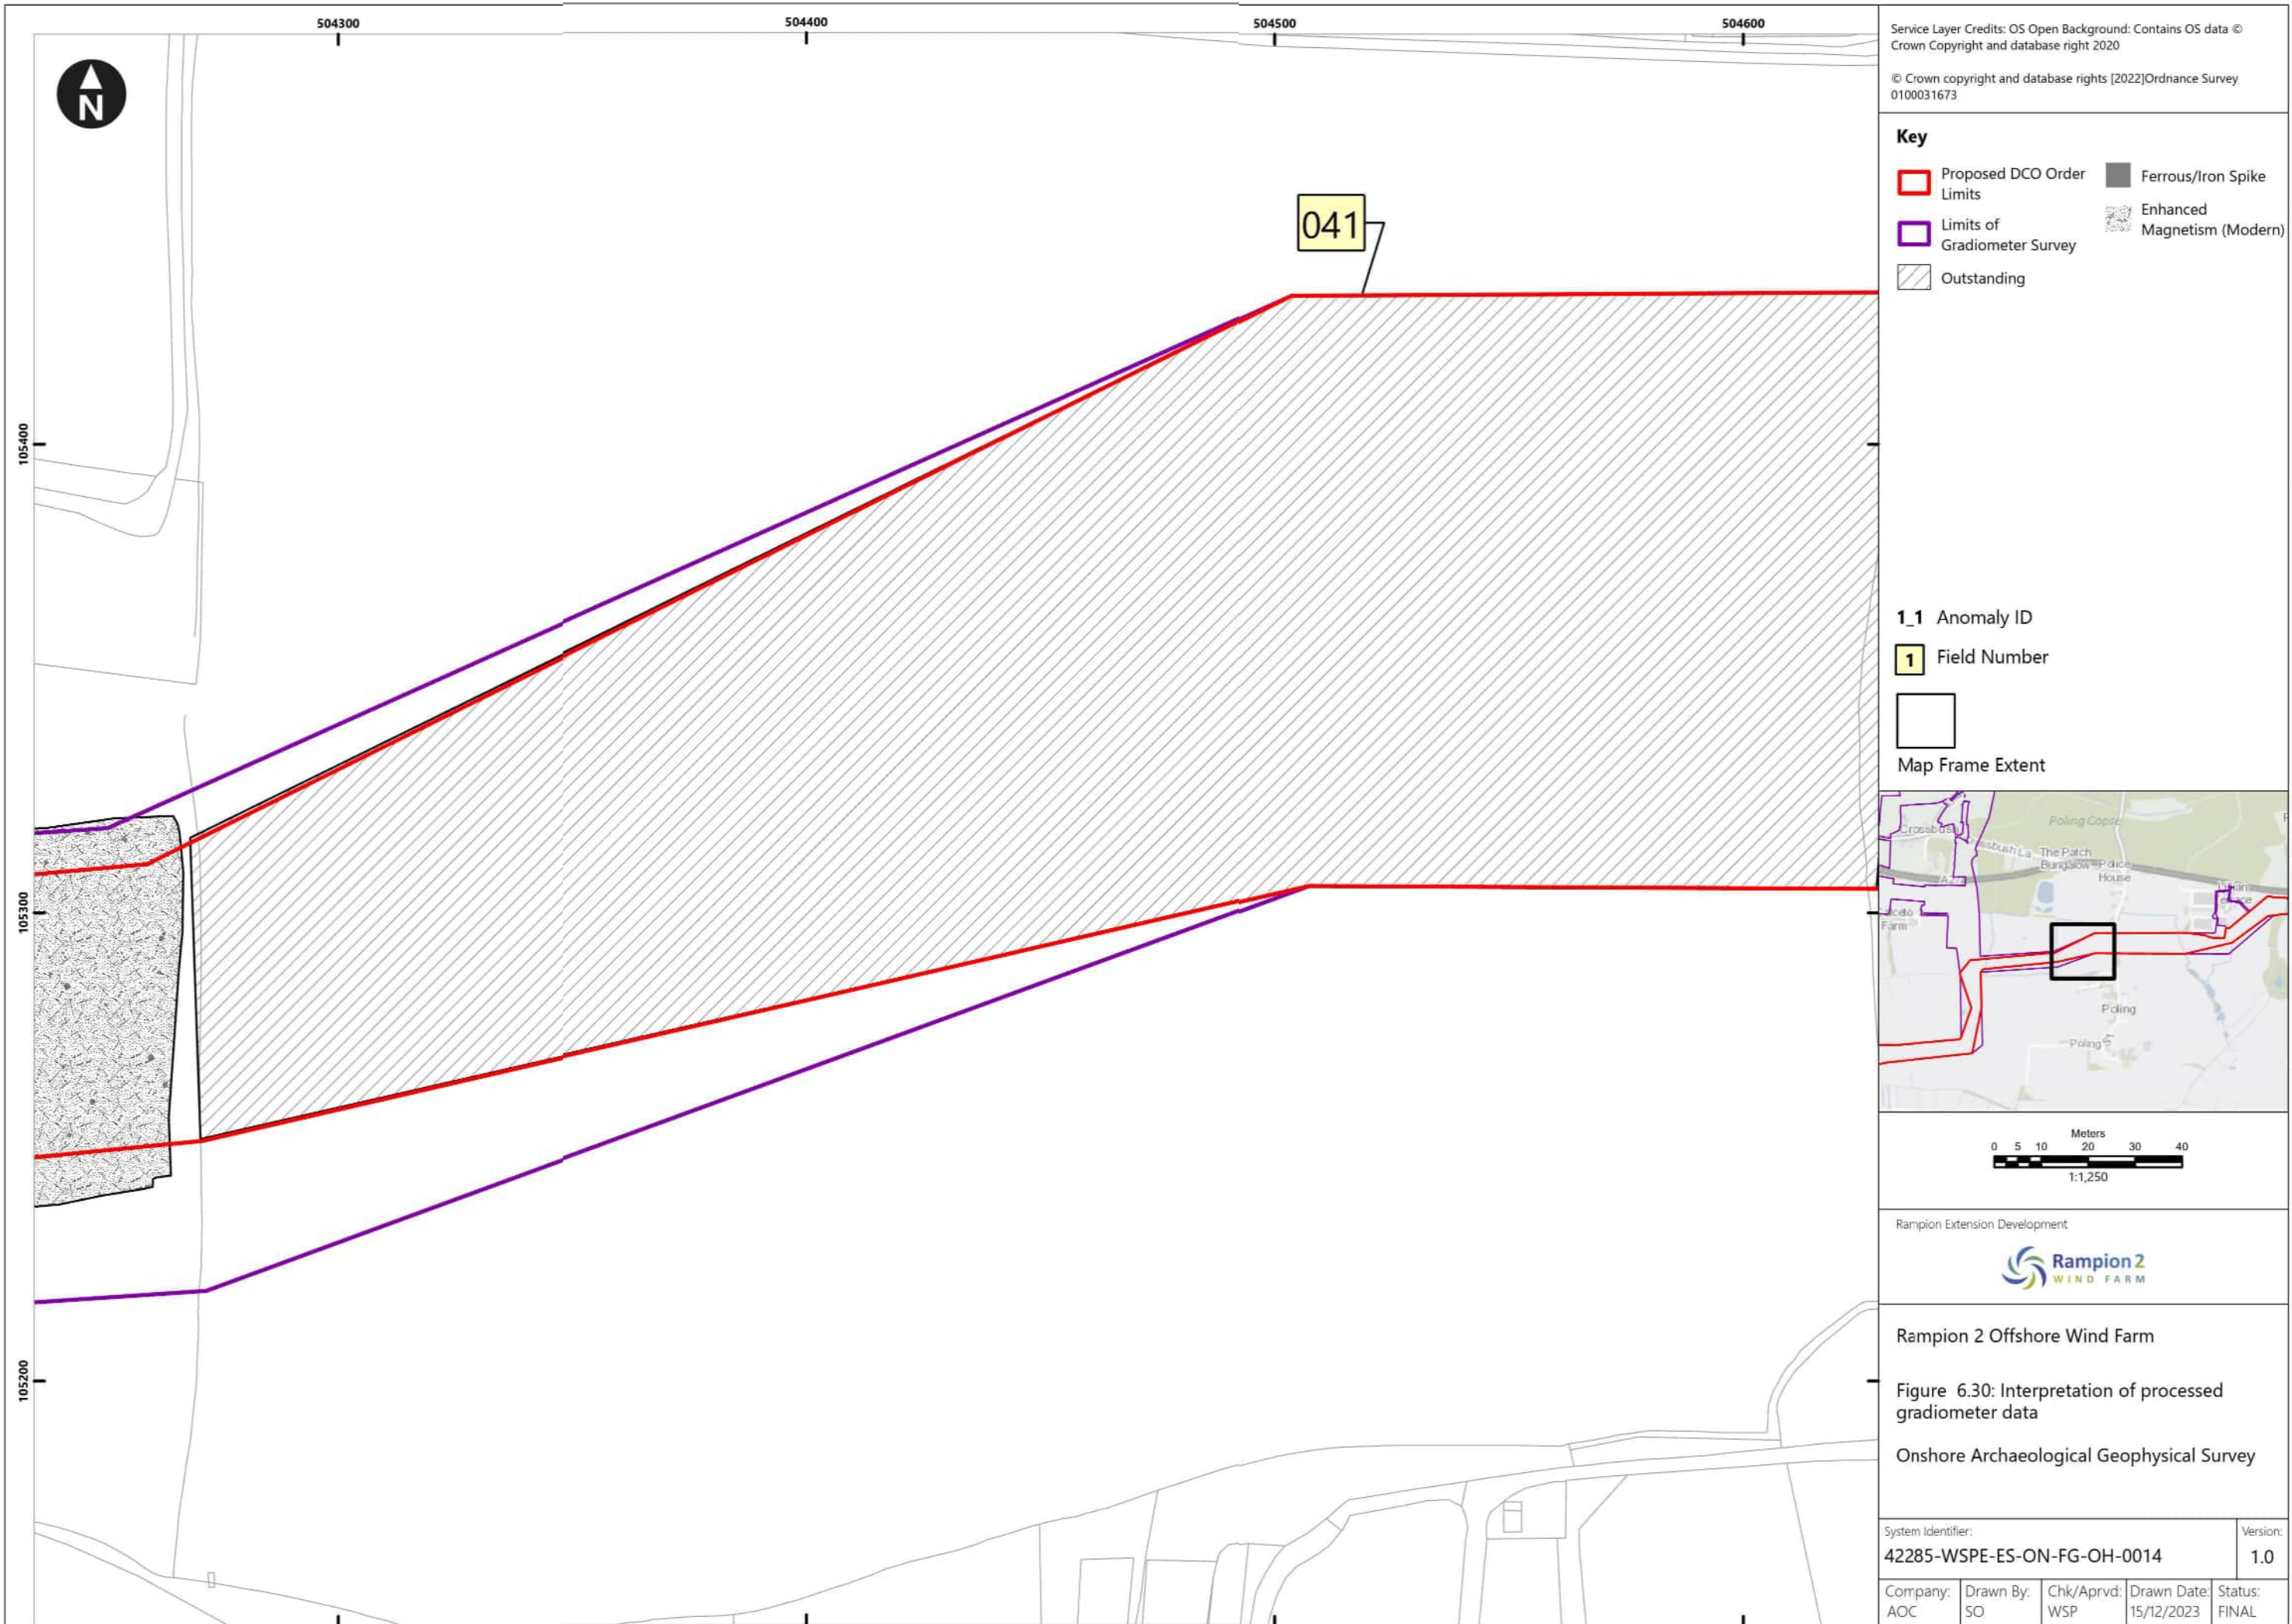 504300
504400
504500
504600
N
041
105400
105300
105200
Service Layer Credits: OS Open Background: Contains OS data ©
Crown Copyright and database right 2020
© Crown copyright and database rights [2022]Ordnance Survey
0100031673
Key
Proposed DCO Order
Limits
Limits of
Gradiometer Survey
Outstanding
Ferrous/Iron Spike
Enhanced
Magnetism (Modern)
1_1 Anomaly ID
1 Field Number
Map Frame Extent
Poling Copse
The Patch
Bungalow
Police
House
Farm
Poling
Poling St
Meters
0 5 10 20 30 40
1:1,250
Rampion Extension Development
Rampion 2
WIND FARM
Rampion 2 Offshore Wind Farm
Figure 6.30: Interpretation of processed
gradiometer data
Onshore Archaeological Geophysical Survey
System Identifier:
42285-WSPE-ES-ON-FG-OH-0014
Version:
1.0
Company:
AOC
Drawn By:
SO
Chk/Aprvd:
WSP
Drawn Date:
15/12/2023
Status:
FINAL